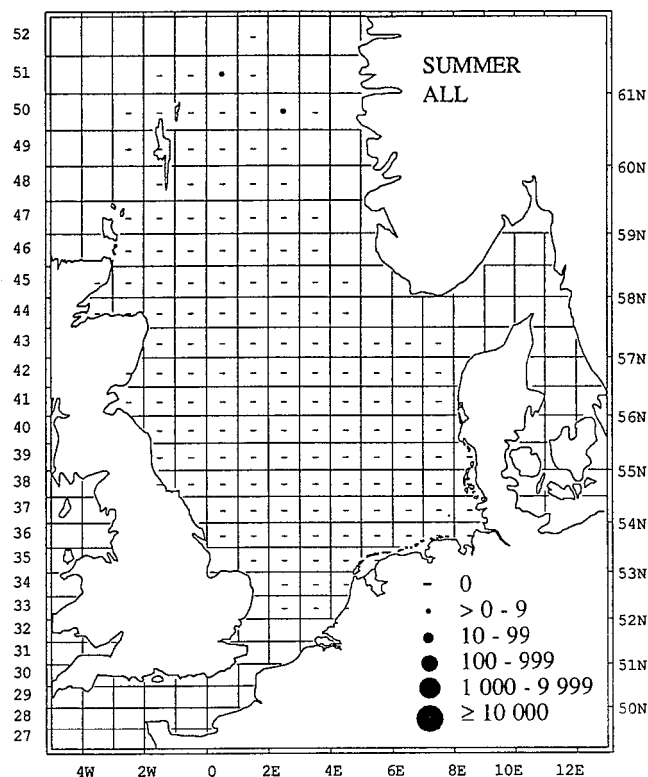 SUMMER
ALL
52
51
50
49
48
47
46
45
44
43
42
41
40
39
38
37
36
35
34
33
32
31
30
29
28
27
61N
60N
59N
58N
57N
56N
55N
54N
53N
52N
51N
50N
- 0
> 0 - 9
10 - 99
100 - 999
1 000 - 9 999
≥ 10 000
4W 2W 0 2E 4E 6E 8E 10E 12E